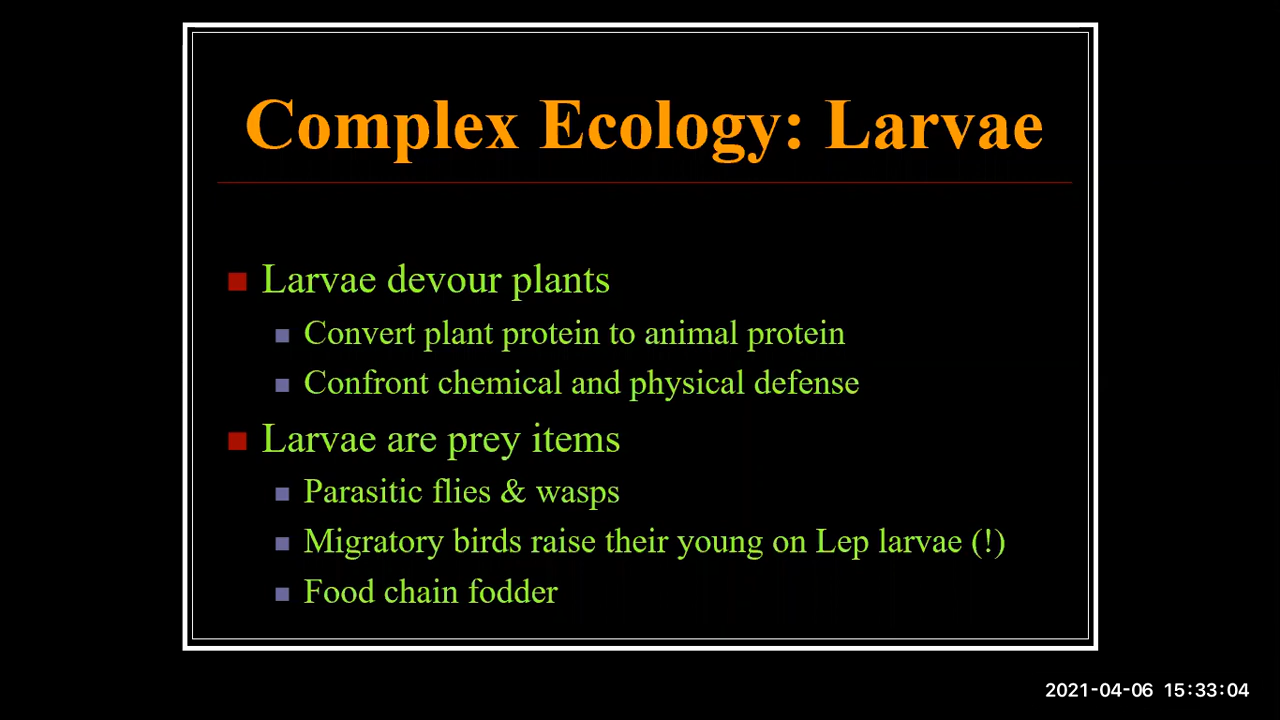 Complex Ecology: Larvae
Larvae devour plants
Convert plant protein to animal protein
Confront chemical and physical defense
Larvae are prey items
Parasitic flies & wasps
Migratory birds raise their young on Lep larvae (!)
Food chain fodder
2021-04-06 15:33:04